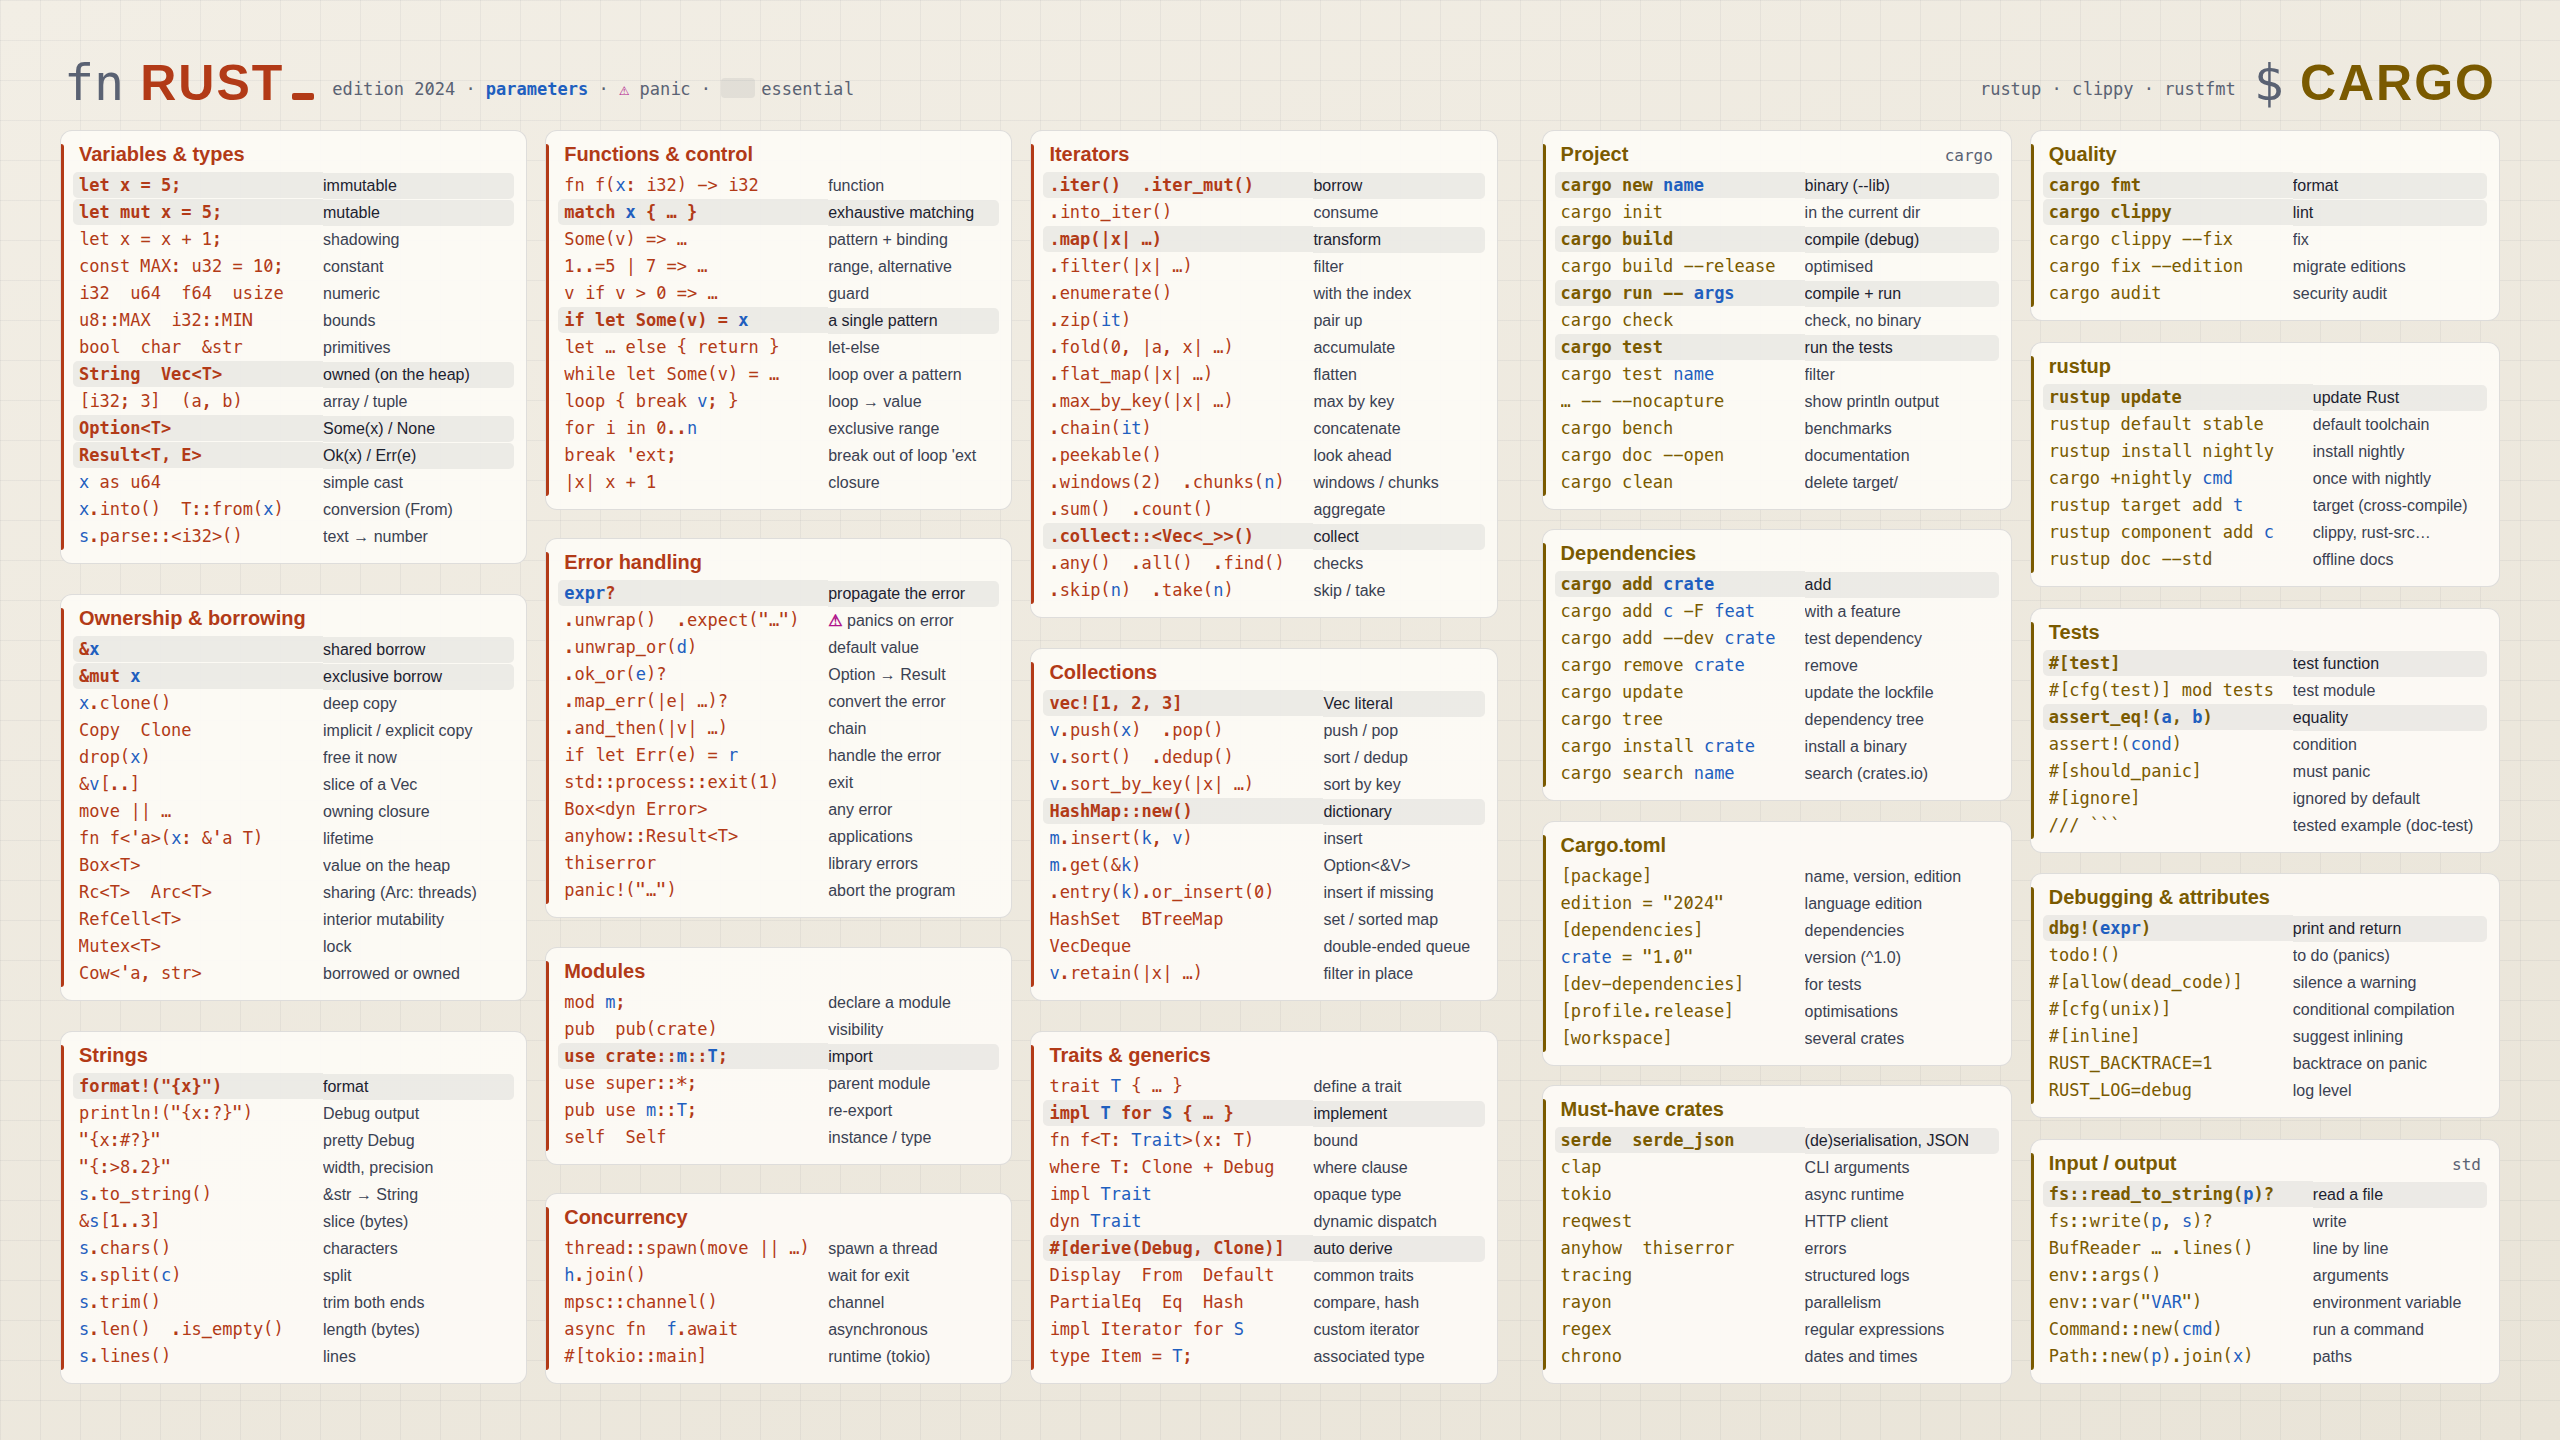 fn RUST_ edition 2024 · parameters · ⚠ panic · essential
rustup · clippy · rustfmt $ CARGO
Variables & types
let x = 5; immutable
let mut x = 5; mutable
let x = x + 1; shadowing
const MAX: u32 = 10; constant
i32 u64 f64 usize numeric
u8::MAX i32::MIN bounds
bool char &str primitives
String Vec<T> owned (on the heap)
[i32; 3] (a, b) array / tuple
Option<T> Some(x) / None
Result<T, E> Ok(x) / Err(e)
x as u64 simple cast
x.into() T::from(x) conversion (From)
s.parse::<i32>() text → number
Ownership & borrowing
&x shared borrow
&mut x exclusive borrow
x.clone() deep copy
Copy Clone implicit / explicit copy
drop(x) free it now
&v[..] slice of a Vec
move || … owning closure
fn f<'a>(x: &'a T) lifetime
Box<T> value on the heap
Rc<T> Arc<T> sharing (Arc: threads)
RefCell<T> interior mutability
Mutex<T> lock
Cow<'a, str> borrowed or owned
Strings
format!("{x}") format
println!("{x:?}") Debug output
"{x:#?}" pretty Debug
"{:>8.2}" width, precision
s.to_string() &str → String
&s[1..3] slice (bytes)
s.chars() characters
s.split(c) split
s.trim() trim both ends
s.len() .is_empty() length (bytes)
s.lines() lines
Functions & control
fn f(x: i32) -> i32 function
match x { … } exhaustive matching
Some(v) => … pattern + binding
1..=5 | 7 => … range, alternative
v if v > 0 => … guard
if let Some(v) = x a single pattern
let … else { return } let-else
while let Some(v) = … loop over a pattern
loop { break v; } loop → value
for i in 0..n exclusive range
break 'ext; break out of loop 'ext
|x| x + 1 closure
Error handling
expr? propagate the error
.unwrap() .expect("…") ⚠ panics on error
.unwrap_or(d) default value
.ok_or(e)? Option → Result
.map_err(|e| …)? convert the error
.and_then(|v| …) chain
if let Err(e) = r handle the error
std::process::exit(1) exit
Box<dyn Error> any error
anyhow::Result<T> applications
thiserror library errors
panic!("…") abort the program
Modules
mod m; declare a module
pub pub(crate) visibility
use crate::m::T; import
use super::*; parent module
pub use m::T; re-export
self Self instance / type
Concurrency
thread::spawn(move || …) spawn a thread
h.join() wait for exit
mpsc::channel() channel
async fn f.await asynchronous
#[tokio::main] runtime (tokio)
Iterators
.iter() .iter_mut() borrow
.into_iter() consume
.map(|x| …) transform
.filter(|x| …) filter
.enumerate() with the index
.zip(it) pair up
.fold(0, |a, x| …) accumulate
.flat_map(|x| …) flatten
.max_by_key(|x| …) max by key
.chain(it) concatenate
.peekable() look ahead
.windows(2) .chunks(n) windows / chunks
.sum() .count() aggregate
.collect::<Vec<_>>() collect
.any() .all() .find() checks
.skip(n) .take(n) skip / take
Collections
vec![1, 2, 3] Vec literal
v.push(x) .pop() push / pop
v.sort() .dedup() sort / dedup
v.sort_by_key(|x| …) sort by key
HashMap::new() dictionary
m.insert(k, v) insert
m.get(&k) Option<&V>
.entry(k).or_insert(0) insert if missing
HashSet BTreeMap set / sorted map
VecDeque double-ended queue
v.retain(|x| …) filter in place
Traits & generics
trait T { … } define a trait
impl T for S { … } implement
fn f<T: Trait>(x: T) bound
where T: Clone + Debug where clause
impl Trait opaque type
dyn Trait dynamic dispatch
#[derive(Debug, Clone)] auto derive
Display From Default common traits
PartialEq Eq Hash compare, hash
impl Iterator for S custom iterator
type Item = T; associated type
Project cargo
cargo new name binary (--lib)
cargo init in the current dir
cargo build compile (debug)
cargo build --release optimised
cargo run -- args compile + run
cargo check check, no binary
cargo test run the tests
cargo test name filter
… -- --nocapture show println output
cargo bench benchmarks
cargo doc --open documentation
cargo clean delete target/
Dependencies
cargo add crate add
cargo add c -F feat with a feature
cargo add --dev crate test dependency
cargo remove crate remove
cargo update update the lockfile
cargo tree dependency tree
cargo install crate install a binary
cargo search name search (crates.io)
Cargo.toml
[package] name, version, edition
edition = "2024" language edition
[dependencies] dependencies
crate = "1.0" version (^1.0)
[dev-dependencies] for tests
[profile.release] optimisations
[workspace] several crates
Must-have crates
serde serde_json (de)serialisation, JSON
clap CLI arguments
tokio async runtime
reqwest HTTP client
anyhow thiserror errors
tracing structured logs
rayon parallelism
regex regular expressions
chrono dates and times
Quality
cargo fmt format
cargo clippy lint
cargo clippy --fix fix
cargo fix --edition migrate editions
cargo audit security audit
rustup
rustup update update Rust
rustup default stable default toolchain
rustup install nightly install nightly
cargo +nightly cmd once with nightly
rustup target add t target (cross-compile)
rustup component add c clippy, rust-src…
rustup doc --std offline docs
Tests
#[test] test function
#[cfg(test)] mod tests test module
assert_eq!(a, b) equality
assert!(cond) condition
#[should_panic] must panic
#[ignore] ignored by default
/// ``` tested example (doc-test)
Debugging & attributes
dbg!(expr) print and return
todo!() to do (panics)
#[allow(dead_code)] silence a warning
#[cfg(unix)] conditional compilation
#[inline] suggest inlining
RUST_BACKTRACE=1 backtrace on panic
RUST_LOG=debug log level
Input / output std
fs::read_to_string(p)? read a file
fs::write(p, s)? write
BufReader … .lines() line by line
env::args() arguments
env::var("VAR") environment variable
Command::new(cmd) run a command
Path::new(p).join(x) paths